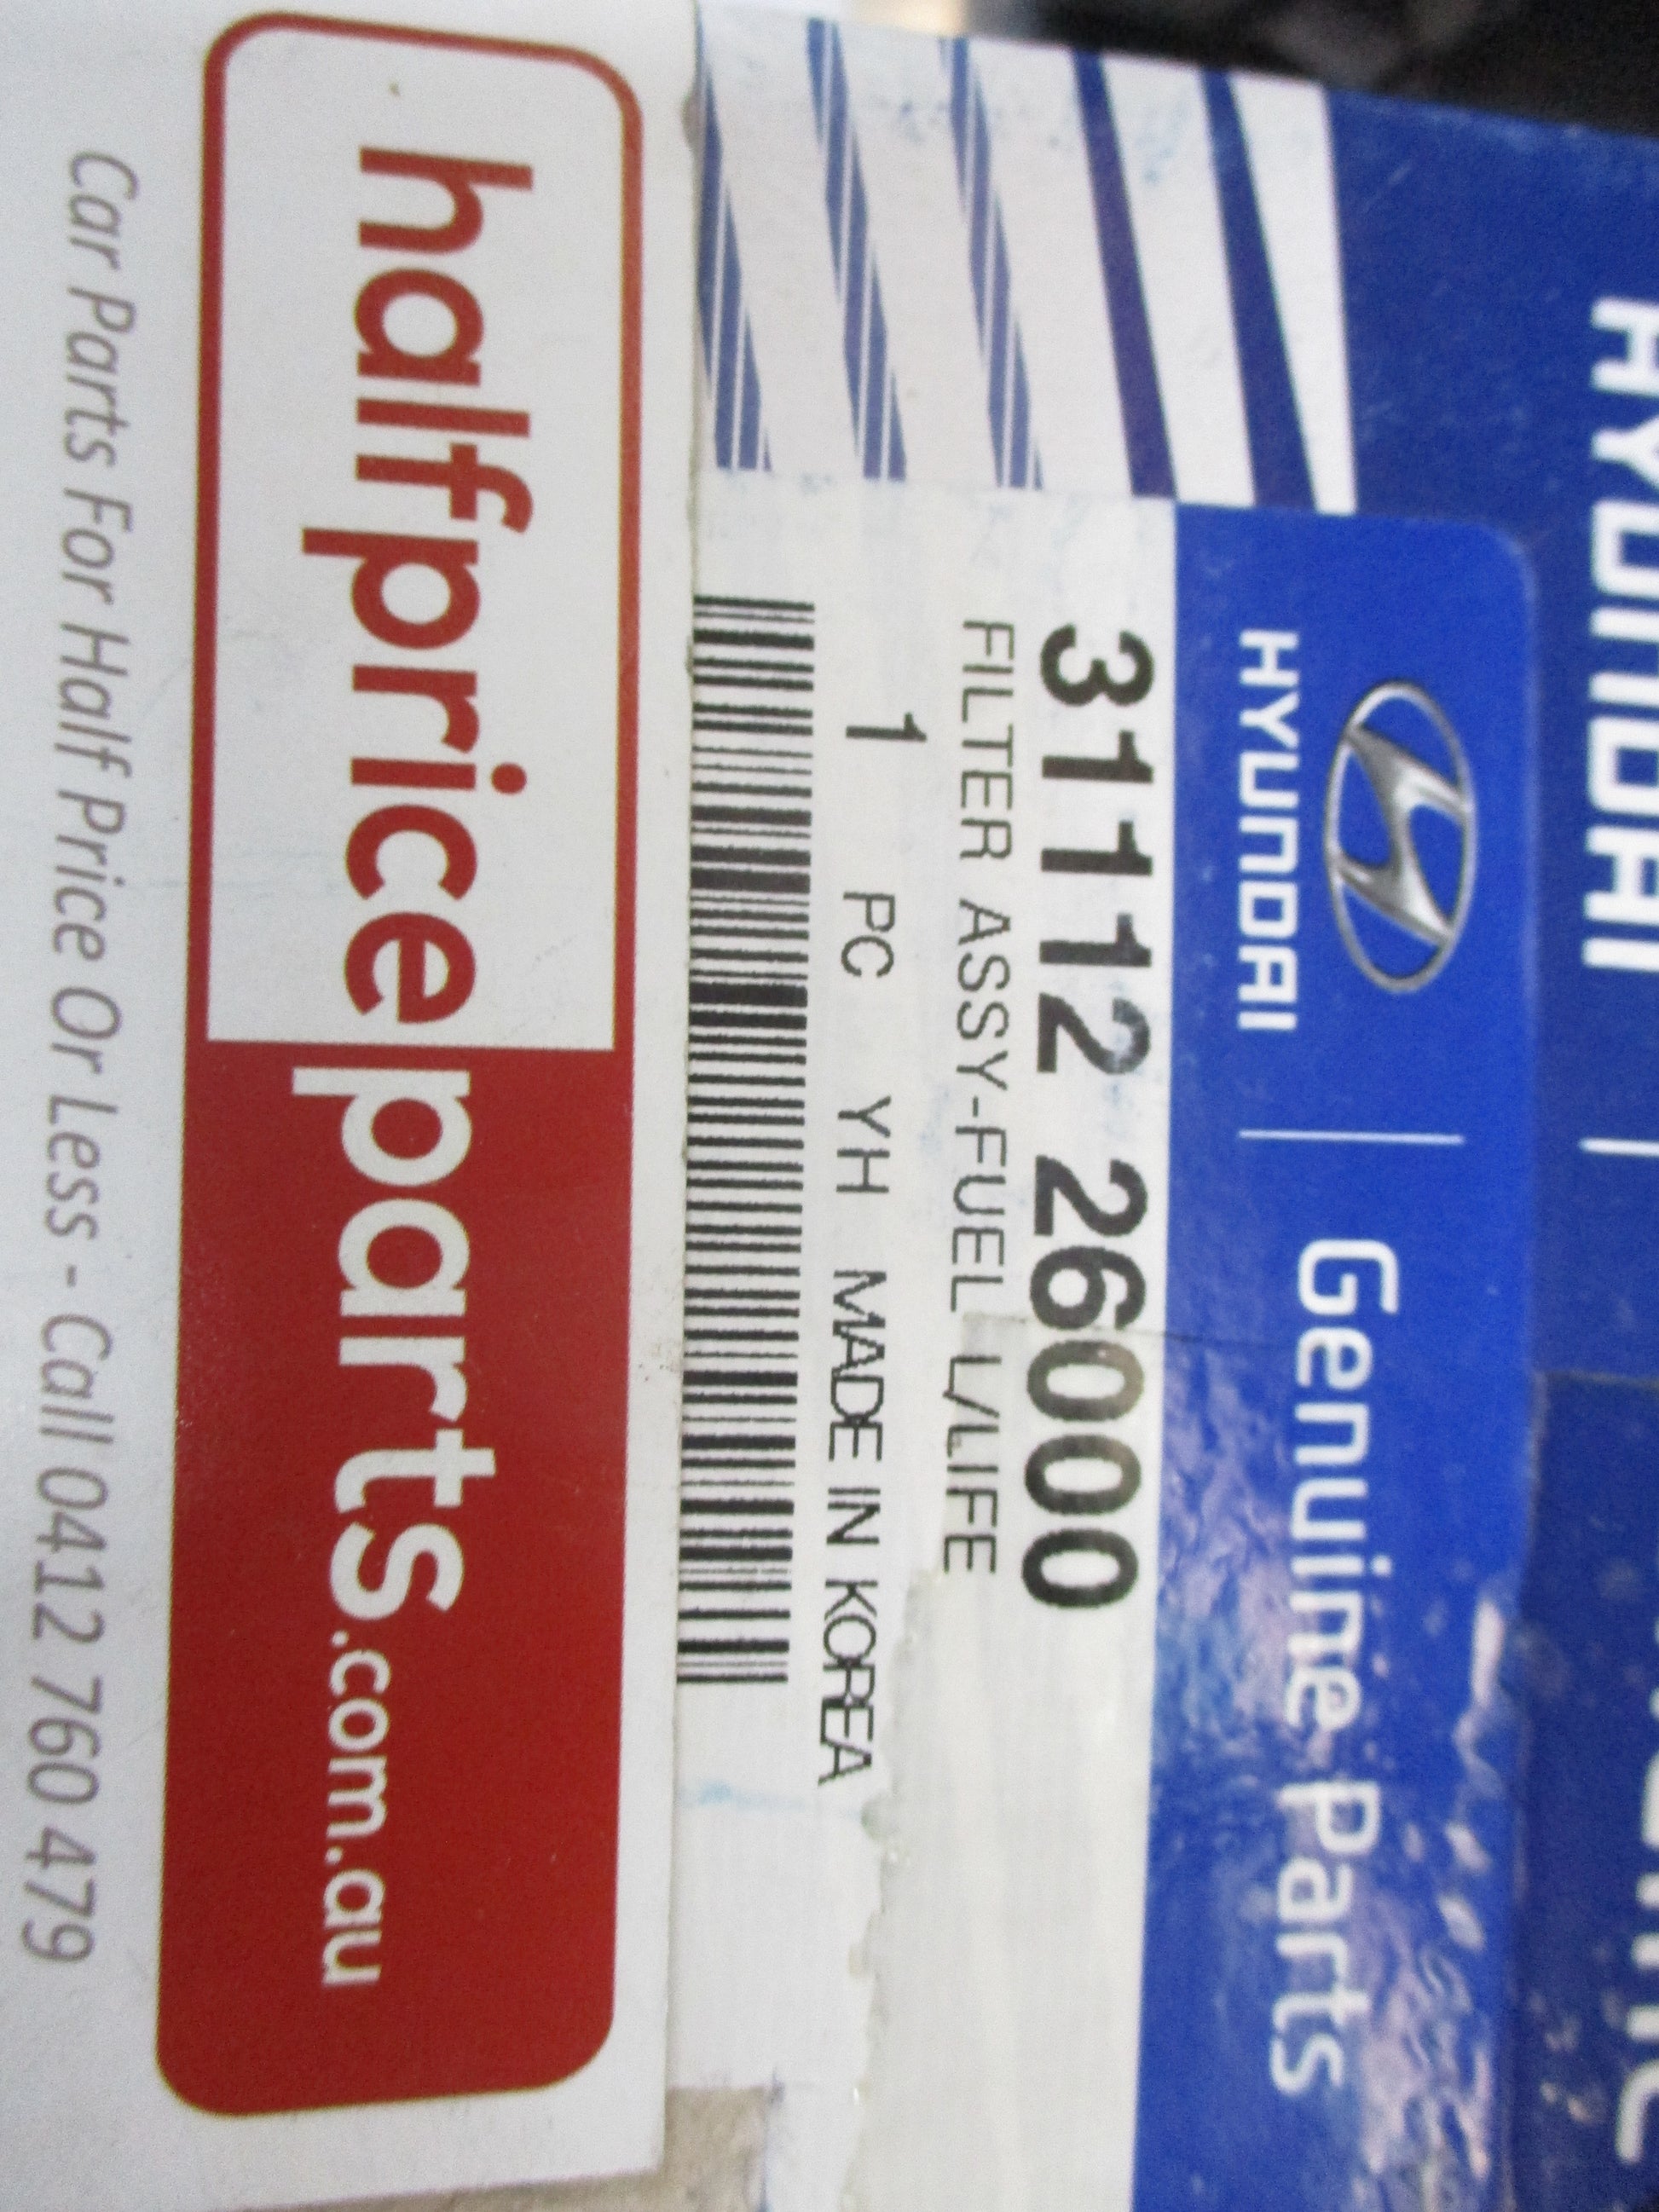 HYUNDAI
HYUNDAI Genuine Parts
31112 26000
FILTER ASSY-FUEL L/LIFE
1 PC YH MADE IN KOREA
halfpriceparts.com.au
Car Parts For Half Price Or Less - Call 0412 760 479